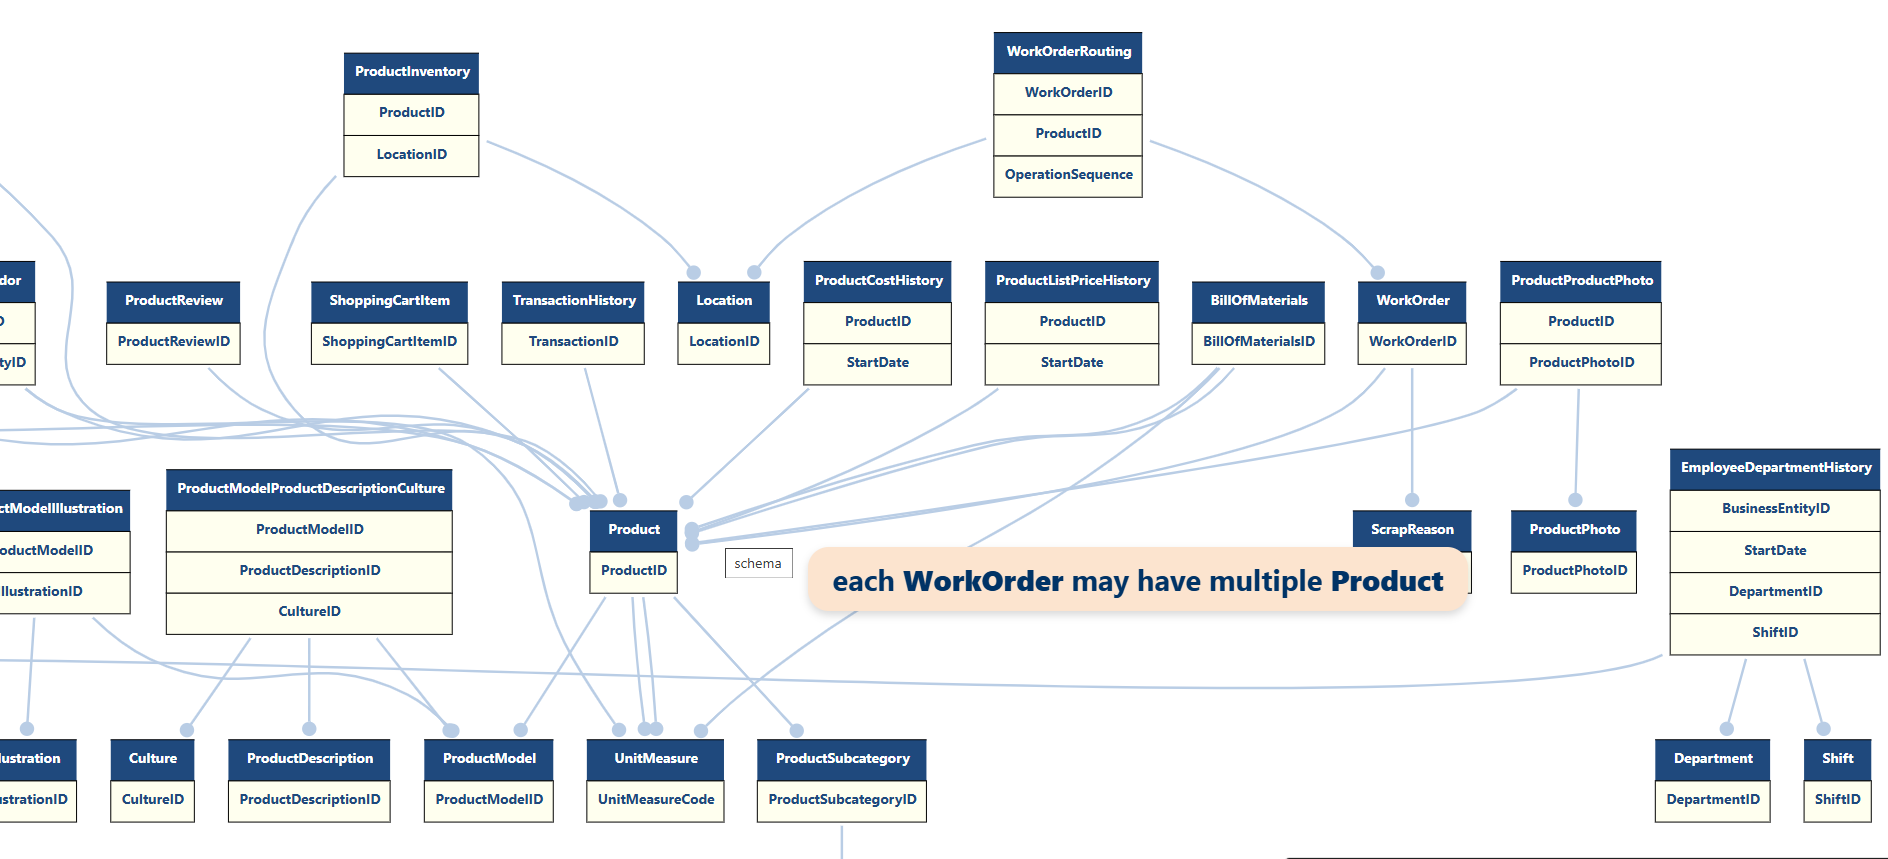 ProductInventory
ProductID
LocationID
WorkOrderRouting
WorkOrderID
ProductID
OperationSequence
dor
tyID
ProductReview
ProductReviewID
ShoppingCartItem
ShoppingCartItemID
TransactionHistory
TransactionID
Location
LocationID
ProductCostHistory
ProductID
StartDate
ProductListPriceHistory
ProductID
StartDate
BillOfMaterials
BillOfMaterialsID
WorkOrder
WorkOrderID
ProductProductPhoto
ProductID
ProductPhotoID
ctModelIllustration
oductModelID
llustrationID
ProductModelProductDescriptionCulture
ProductModelID
ProductDescriptionID
CultureID
Product
ProductID
schema
each WorkOrder may have multiple Product
ScrapReason
ProductPhoto
ProductPhotoID
EmployeeDepartmentHistory
BusinessEntityID
StartDate
DepartmentID
ShiftID
lustration
ustrationID
Culture
CultureID
ProductDescription
ProductDescriptionID
ProductModel
ProductModelID
UnitMeasure
UnitMeasureCode
ProductSubcategory
ProductSubcategoryID
Department
DepartmentID
Shift
ShiftID